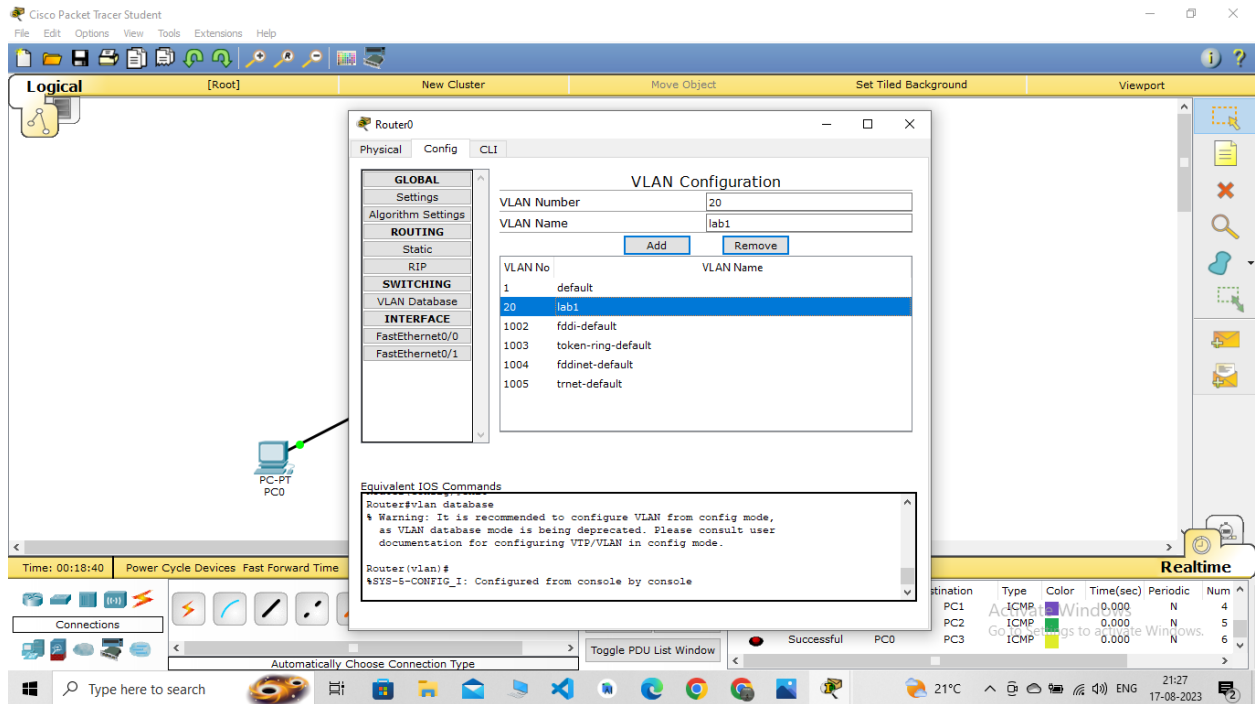 Cisco Packet Tracer Student
File Edit Options View Tools Extensions Help
Logical [Root] New Cluster Move Object Set Tiled Background Viewport
Router0
Physical Config CLI
GLOBAL
Settings
Algorithm Settings
ROUTING
Static
RIP
SWITCHING
VLAN Database
INTERFACE
FastEthernet0/0
FastEthernet0/1
VLAN Configuration
VLAN Number 20
VLAN Name lab1
Add Remove
VLAN No VLAN Name
1 default
20 lab1
1002 fddi-default
1003 token-ring-default
1004 fddinet-default
1005 trnet-default
PC-PT
PC0
Equivalent IOS Commands
Router#vlan database
% Warning: It is recommended to configure VLAN from config mode,
as VLAN database mode is being deprecated. Please consult user
documentation for configuring VTP/VLAN in config mode.
Router(vlan)#
%SYS-5-CONFIG_I: Configured from console by console
Time: 00:18:40 Power Cycle Devices Fast Forward Time Realtime
Connections
Automatically Choose Connection Type
Toggle PDU List Window
stination Type Color Time(sec) Periodic Num
PC1 ICMP 0.000 N 4
PC2 ICMP 0.000 N 5
Successful PC0 PC3 ICMP 0.000 N 6
Activate Windows
Go to Settings to activate Windows.
Type here to search
21°C ENG 21:27
17-08-2023
2